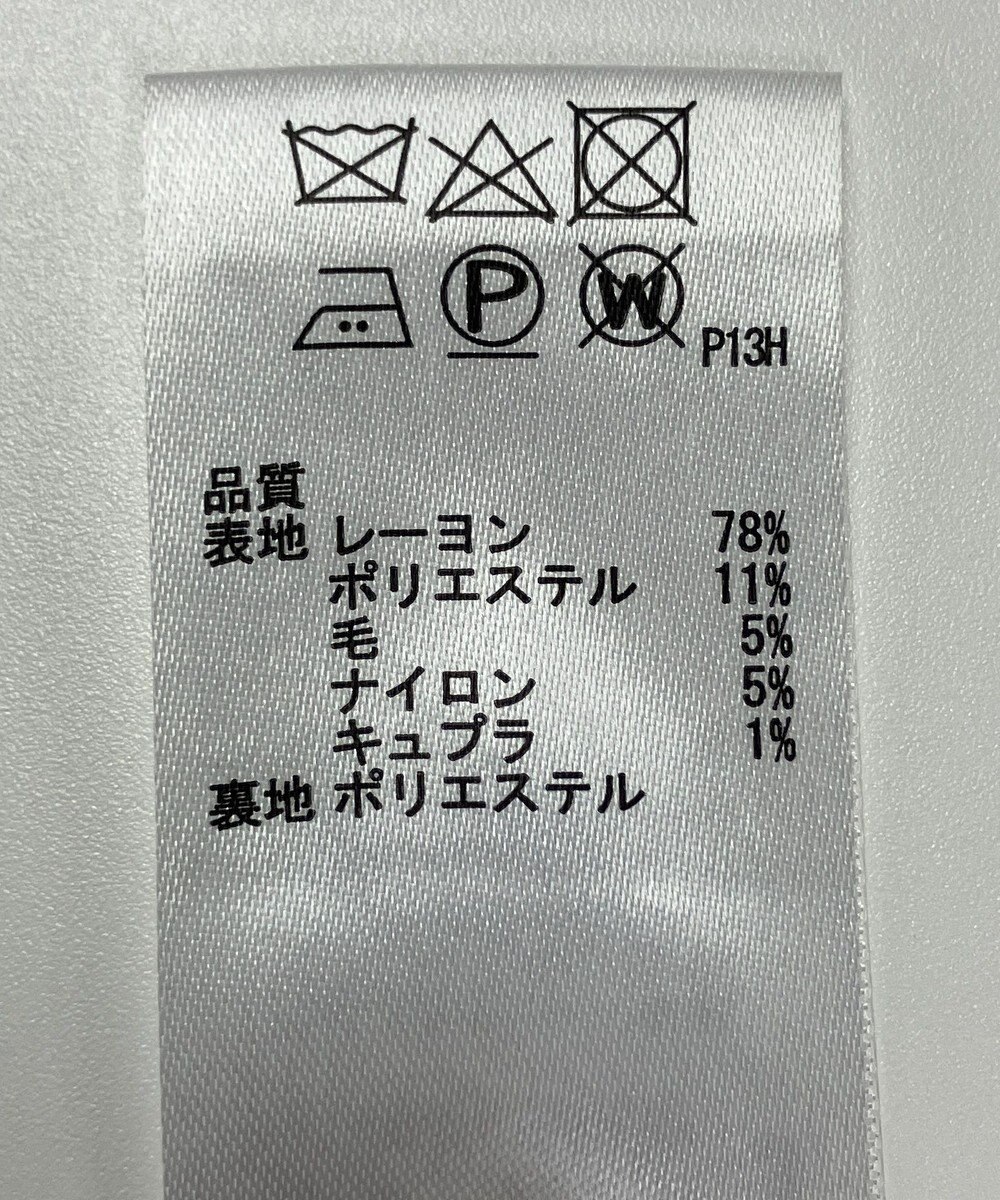 P
W
P13H
品質
表地 レーヨン 78%
ポリエステル 11%
毛 5%
ナイロン 5%
キュプラ 1%
裏地 ポリエステル